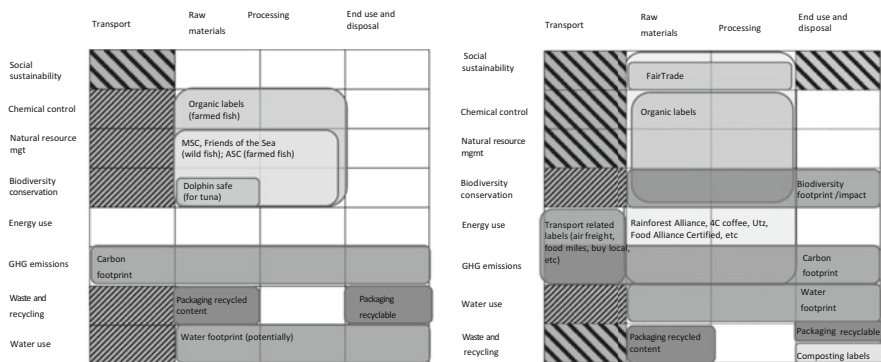 Transport
Raw
materials
Processing
End use and
disposal
Social
sustainability
Chemical control
Organic labels
(farmed fish)
Natural resource
mgt
MSC, Friends of the Sea
(wild fish); ASC (farmed fish)
Biodiversity
conservation
Dolphin safe
(for tuna)
Energy use
GHG emissions
Carbon
footprint
Waste and
recycling
Packaging recycled
content
Packaging
recyclable
Water use
Water footprint (potentially)
Transport
Raw
materials
Processing
End use and
disposal
Social
sustainability
FairTrade
Chemical control
Organic labels
Natural resource
mgmt
Biodiversity
conservation
Biodiversity
footprint /impact
Energy use
Transport related
labels (air freight,
food miles, buy local,
etc)
Rainforest Alliance, 4C coffee, Utz,
Food Alliance Certified, etc
GHG emissions
Carbon
footprint
Water use
Water
footprint
Waste and
recycling
Packaging recycled
content
Packaging recyclable
Composting labels